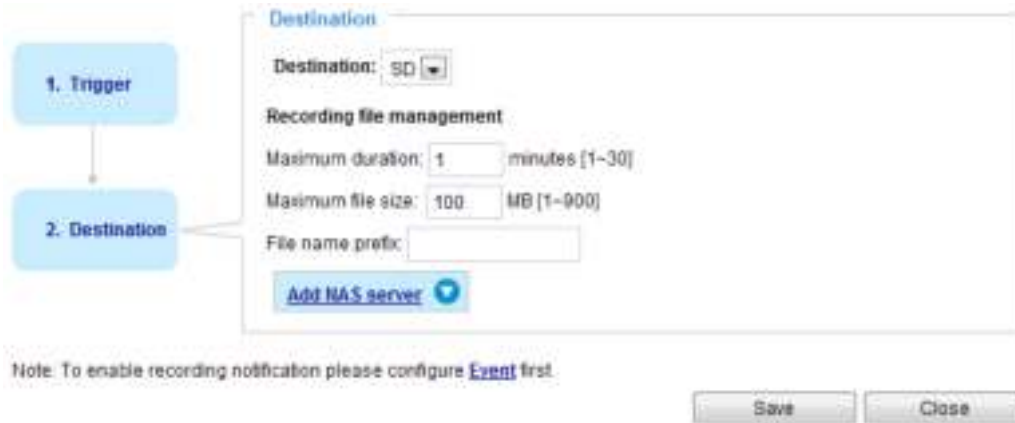 Destination
1. Trigger
Destination: SD
Recording file management
Maximum duration: 1 minutes [1~30]
Maximum file size: 100 MB [1~900]
2. Destination
File name prefix:
Add NAS server
Note: To enable recording notification please configure Event first.
Save Close